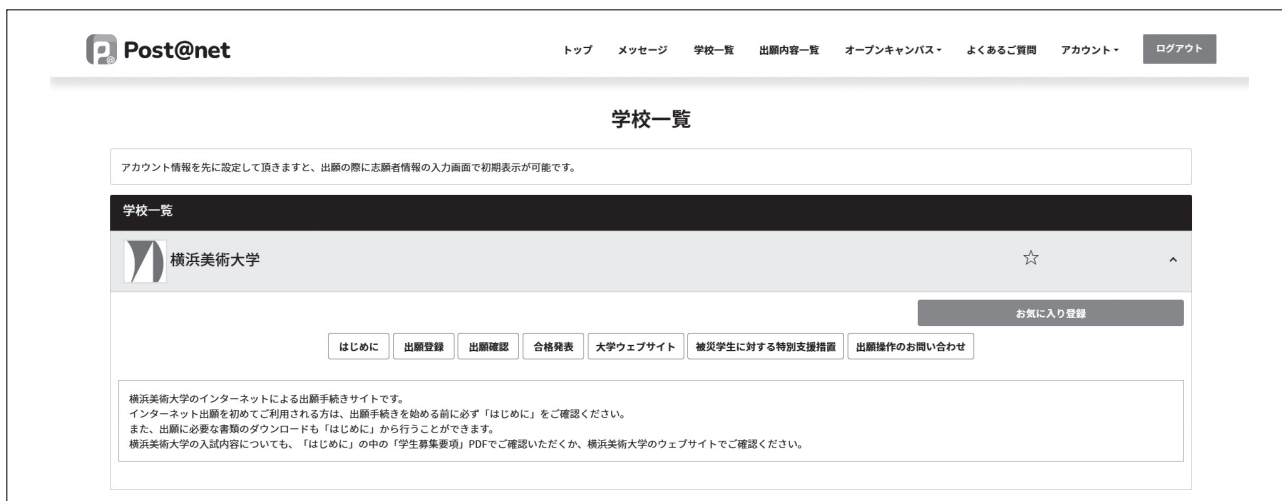 Post@net
トップ メッセージ 学校一覧 出願内容一覧 オープンキャンパス よくあるご質問 アカウント ログアウト
学校一覧
アカウント情報を先に設定して頂きますと、出願の際に志願者情報の入力画面で初期表示が可能です。
学校一覧
横浜美術大学
お気に入り登録
はじめに 出願登録 出願確認 合格発表 大学ウェブサイト 被災学生に対する特別支援措置 出願操作のお問い合わせ
横浜美術大学のインターネットによる出願手続きサイトです。
インターネット出願を初めてご利用される方は、出願手続きを始める前に必ず「はじめに」をご確認ください。
また、出願に必要な書類のダウンロードも「はじめに」から行うことができます。
横浜美術大学の入試内容についても、「はじめに」の中の「学生募集要項」PDFでご確認いただくか、横浜美術大学のウェブサイトでご確認ください。